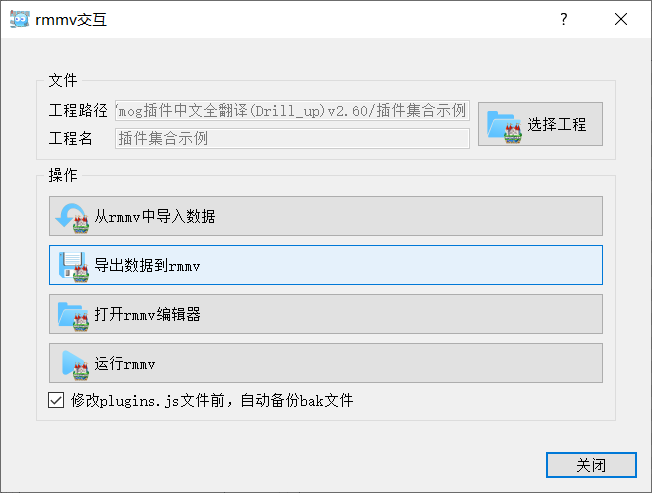 rmmv交互
文件
工程路径 /mog插件中文全翻译(Drill_up)v2.60/插件集合示例
选择工程
工程名 插件集合示例
操作
从rmmv中导入数据
导出数据到rmmv
打开rmmv编辑器
运行rmmv
修改plugins.js文件前，自动备份bak文件
关闭